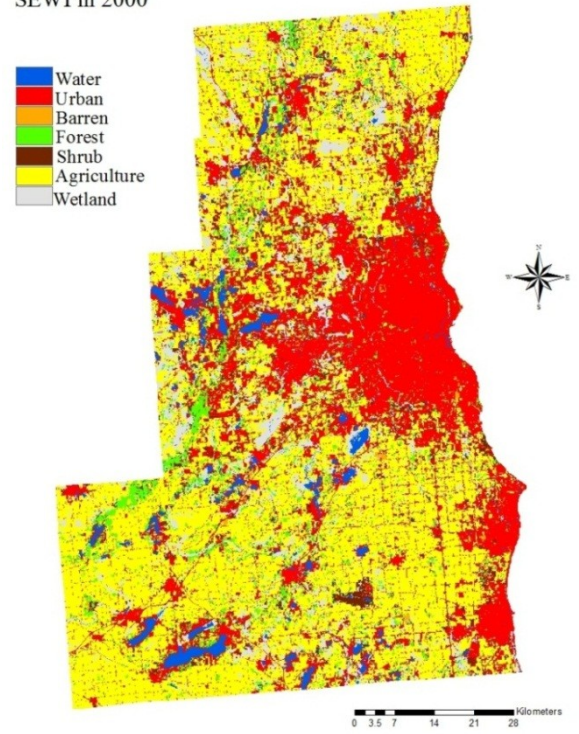 SEWI in 2000
Water
Urban
Barren
Forest
Shrub
Agriculture
Wetland
N
W E
S
Kilometers
0 3.5 7 14 21 28